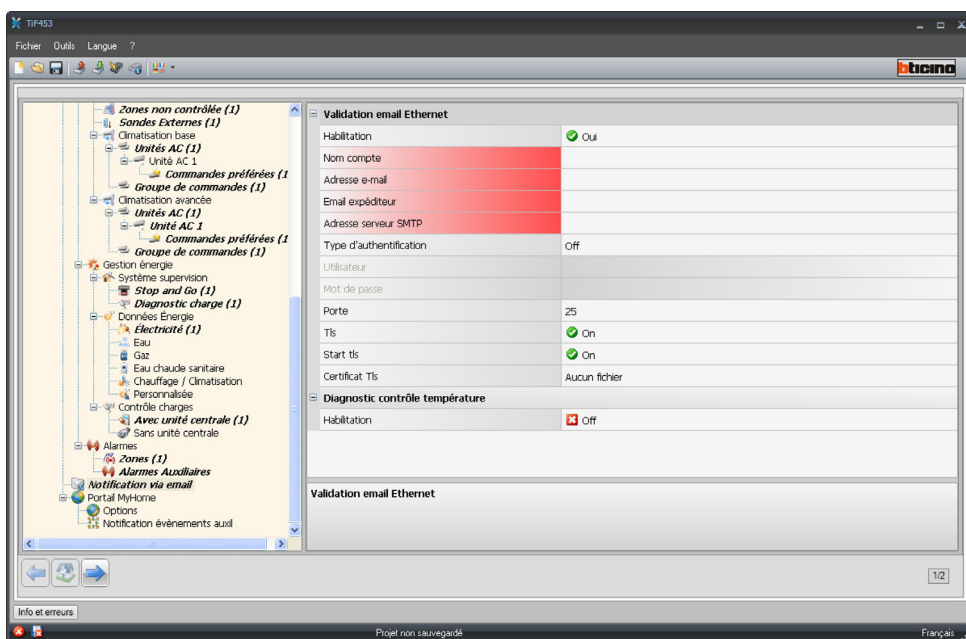 TiF453
Fichier Outils Langue ?
bticino
Zones non contrôlée (1)
Sondes Externes (1)
Climatisation base
Unités AC (1)
Unité AC 1
Commandes préférées (1
Groupe de commandes (1)
Climatisation avancée
Unités AC (1)
Unité AC 1
Commandes préférées (1
Groupe de commandes (1)
Gestion énergie
Système supervision
Stop and Go (1)
Diagnostic charge (1)
Données Énergie
Électricité (1)
Eau
Gaz
Eau chaude sanitaire
Chauffage / Climatisation
Personnalisée
Contrôle charges
Avec unité centrale (1)
Sans unité centrale
Alarmes
Zones (1)
Alarmes Auxiliaires
Notification via email
Portail MyHome
Options
Notification évènements auxil
Validation email Ethernet
Habilitation Oui
Nom compte
Adresse e-mail
Email expéditeur
Adresse serveur SMTP
Type d'authentification Off
Utilisateur
Mot de passe
Porte 25
Tls On
Start tls On
Certificat Tls Aucun fichier
Diagnostic contrôle température
Habilitation Off
Validation email Ethernet
1/2
Info et erreurs
Projet non sauvegardé Français